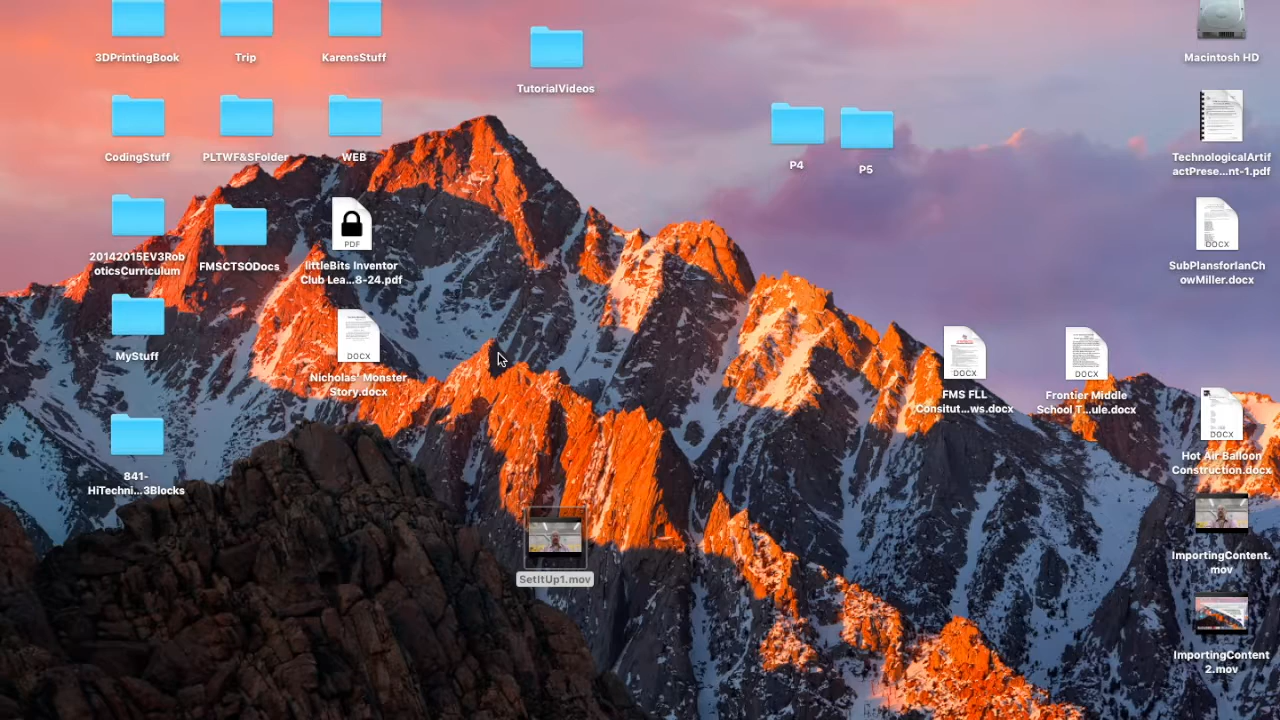 3DPrintingBook
Trip
KarensStuff
TutorialVideos
Macintosh HD
CodingStuff
PLTWF&SFolder
WEB
P4
P5
TechnologicalArtif
actPrese...nt-1.pdf
20142015EV3Rob
oticsCurriculum
FMSCTSODocs
PDF
littleBits Inventor
Club Lea...8-24.pdf
DOCX
SubPlansforIanCh
owMiller.docx
MyStuff
DOCX
Nicholas' Monster
Story.docx
DOCX
FMS FLL
Consitut...ws.docx
DOCX
Frontier Middle
School T...ule.docx
DOCX
Hot Air Balloon
Construction.docx
841-
HiTechni...3Blocks
SetItUp1.mov
ImportingContent.
mov
ImportingContent
2.mov